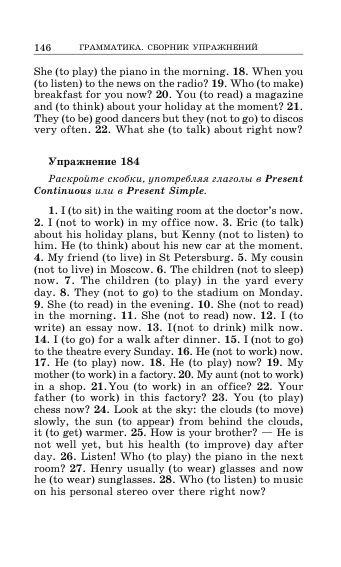 146 ГРАММАТИКА. СБОРНИК УПРАЖНЕНИЙ
She (to play) the piano in the morning. 18. When you
(to listen) to the news on the radio? 19. Who (to make)
breakfast for you now? 20. You (to read) a magazine
and (to think) about your holiday at the moment? 21.
They (to be) good dancers but they (not to go) to discos
very often. 22. What she (to talk) about right now?
Упражнение 184
Раскройте скобки, употребляя глаголы в Present
Continuous или в Present Simple.
1. I (to sit) in the waiting room at the doctor's now.
2. I (not to work) in my office now. 3. Eric (to talk)
about his holiday plans, but Kenny (not to listen) to
him. He (to think) about his new car at the moment.
4. My friend (to live) in St Petersburg. 5. My cousin
(not to live) in Moscow. 6. The children (not to sleep)
now. 7. The children (to play) in the yard every
day. 8. They (not to go) to the stadium on Monday.
9. She (to read) in the evening. 10. She (not to read)
in the morning. 11. She (not to read) now. 12. I (to
write) an essay now. 13. I(not to drink) milk now.
14. I (to go) for a walk after dinner. 15. I (not to go)
to the theatre every Sunday. 16. He (not to work) now.
17. He (to play) now. 18. He (to play) now? 19. My
mother (to work) in a factory. 20. My aunt (not to work)
in a shop. 21.You (to work) in an office? 22. Your
father (to work) in this factory? 23. You (to play)
chess now? 24. Look at the sky: the clouds (to move)
slowly, the sun (to appear) from behind the clouds,
it (to get) warmer. 25. How is your brother? — He is
not well yet, but his health (to improve) day after
day. 26. Listen! Who (to play) the piano in the next
room? 27. Henry usually (to wear) glasses and now
he (to wear) sunglasses. 28. Who (to listen) to music
on his personal stereo over there right now?